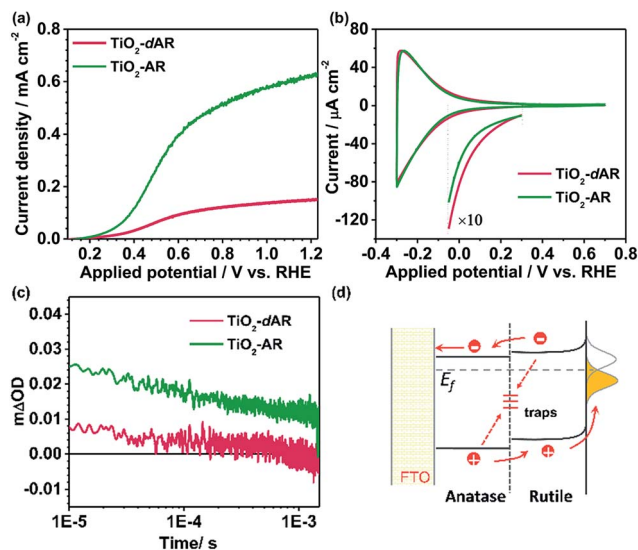 (a)
TiO2-dAR
TiO2-AR
Current density / mA cm-2
0.8
0.6
0.4
0.2
0.0
0.2 0.4 0.6 0.8 1.0 1.2
Applied potential / V vs. RHE
(b)
Current / µA cm-2
80
40
0
-40
-80
-120
×10
TiO2-dAR
TiO2-AR
-0.4 -0.2 0.0 0.2 0.4 0.6 0.8
Applied potential / V vs. RHE
(c)
TiO2-dAR
TiO2-AR
mΔOD
0.04
0.03
0.02
0.01
0.00
-0.01
1E-5 1E-4 1E-3
Time/ s
(d)
Ef
traps
FTO
Anatase Rutile